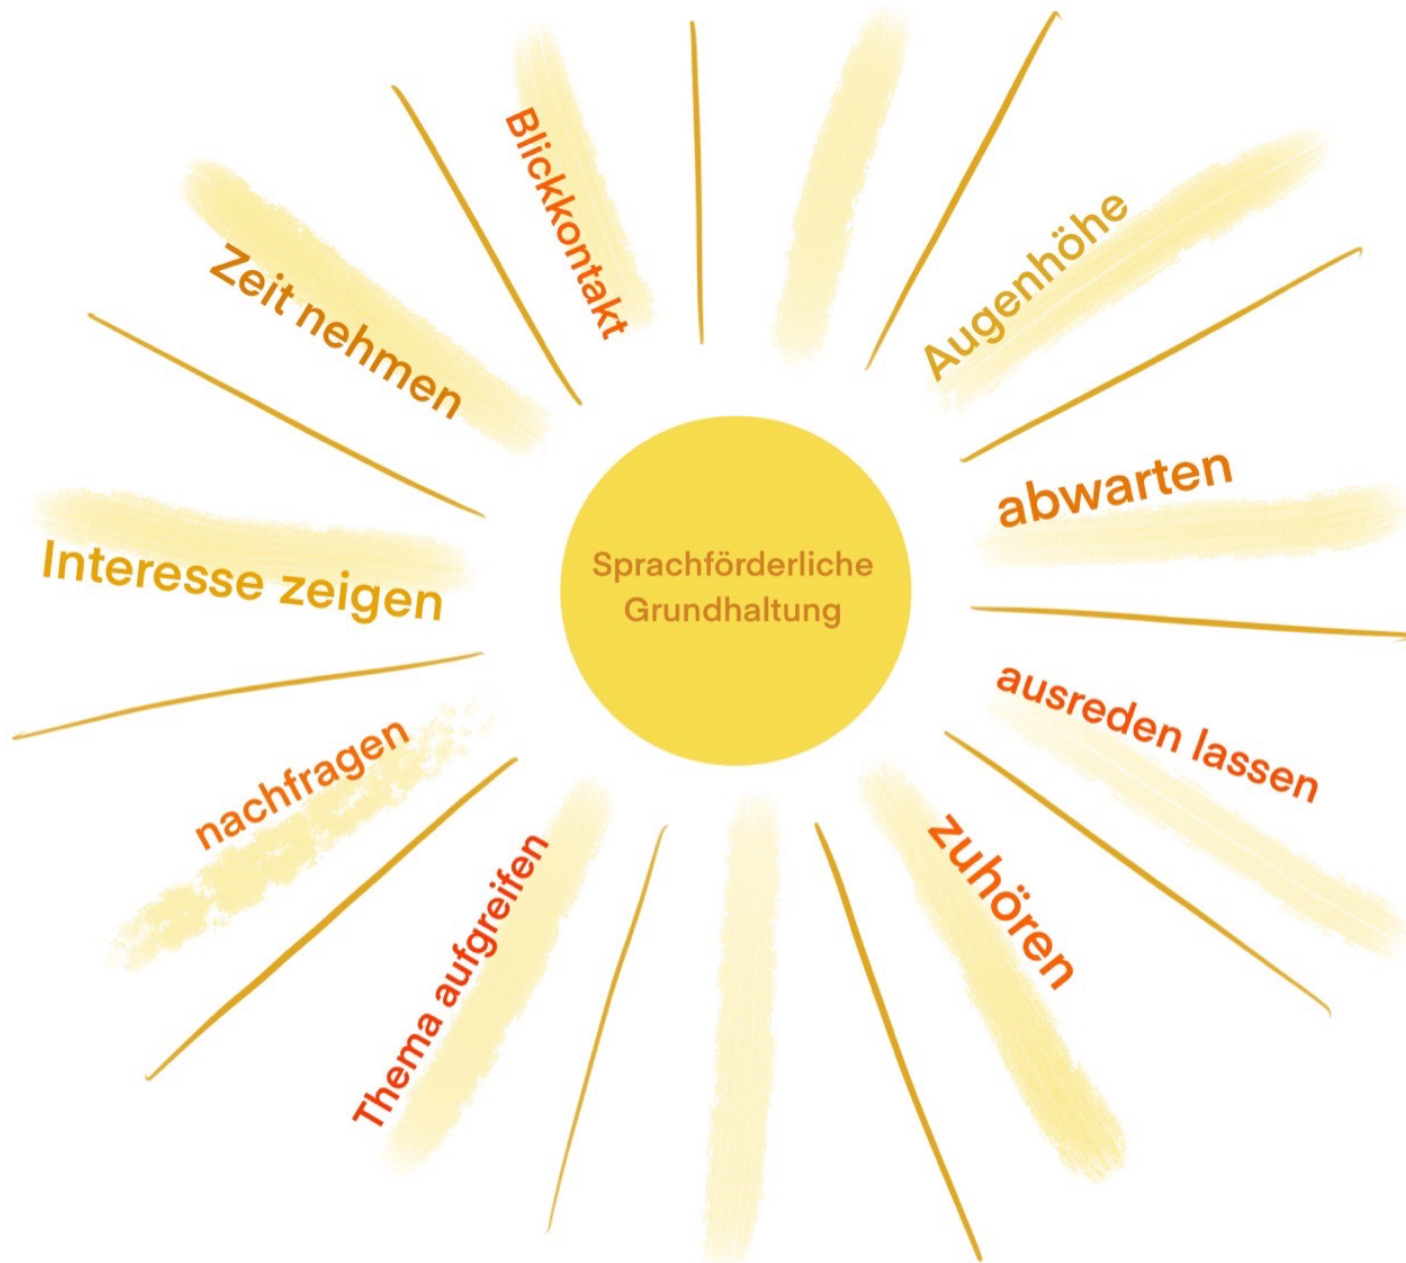 Blickkontakt
Augenhöhe
Zeit nehmen
abwarten
Interesse zeigen
Sprachförderliche
Grundhaltung
ausreden lassen
nachfragen
zuhören
Thema aufgreifen